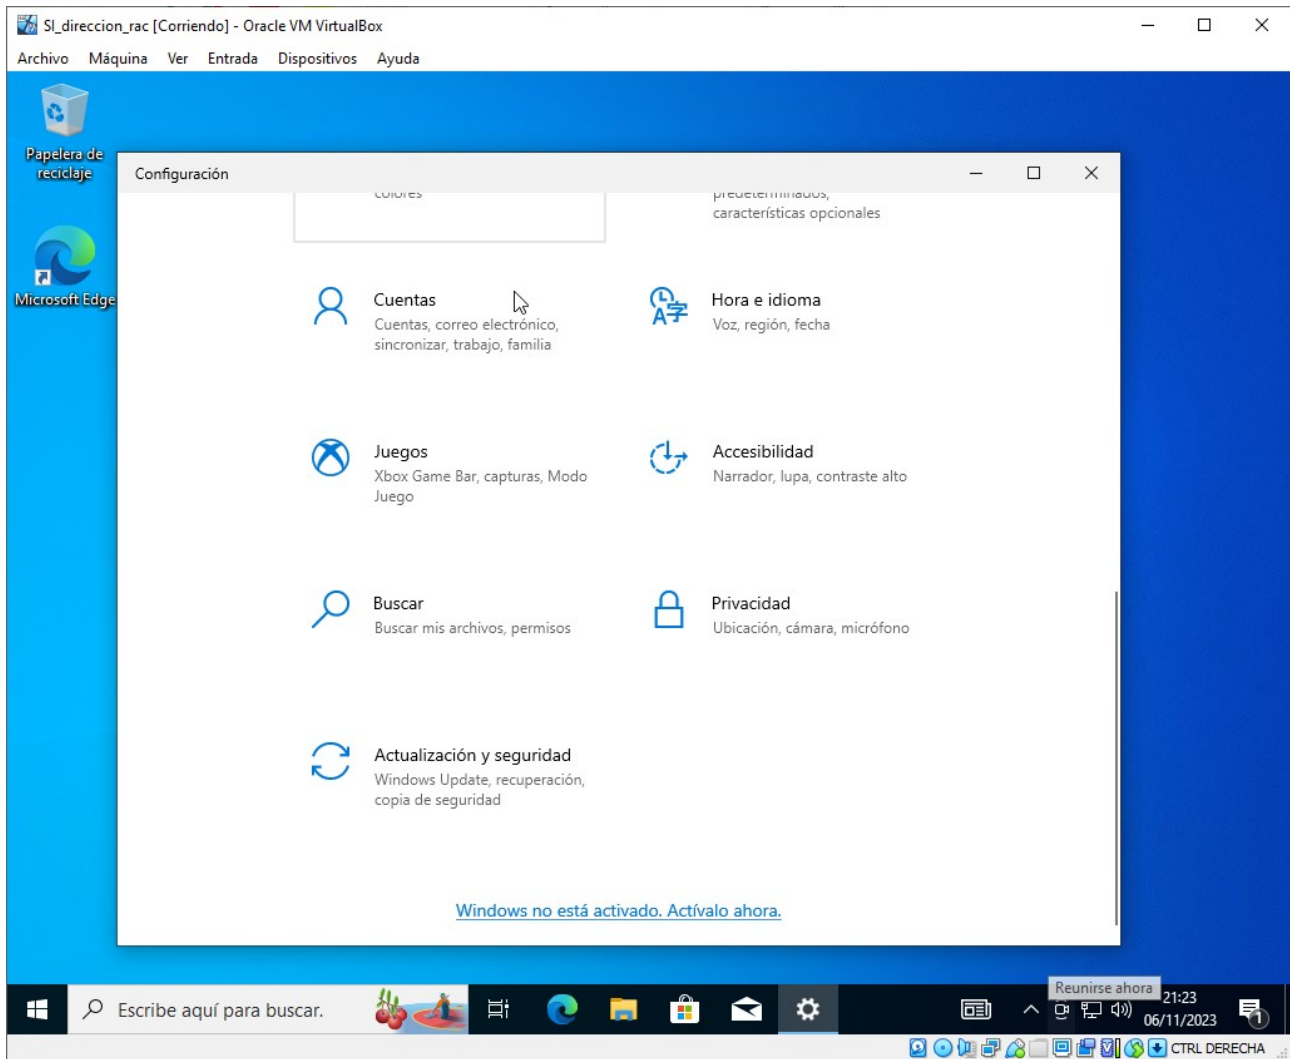 SI_direccion_rac [Corriendo] - Oracle VM VirtualBox
Archivo Máquina Ver Entrada Dispositivos Ayuda
Papelera de
reciclaje
Microsoft Edge
Configuración
colores
predeterminados,
características opcionales
Cuentas
Cuentas, correo electrónico,
sincronizar, trabajo, familia
Hora e idioma
Voz, región, fecha
Juegos
Xbox Game Bar, capturas, Modo
Juego
Accesibilidad
Narrador, lupa, contraste alto
Buscar
Buscar mis archivos, permisos
Privacidad
Ubicación, cámara, micrófono
Actualización y seguridad
Windows Update, recuperación,
copia de seguridad
Windows no está activado. Actívalo ahora.
Reunirse ahora
Escribe aquí para buscar.
21:23
06/11/2023
1
CTRL DERECHA